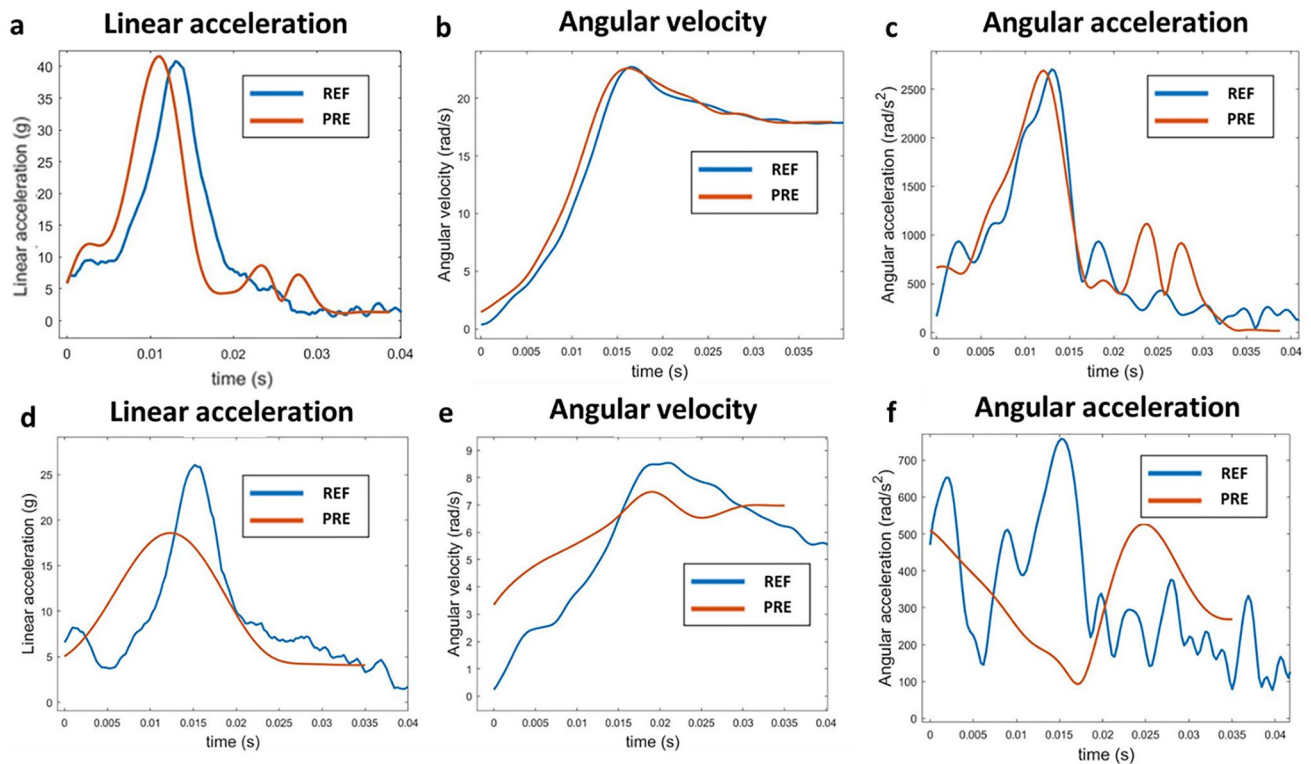 a
Linear acceleration
Linear acceleration (g)
40
35
30
25
20
15
10
5
0
REF
PRE
0 0.01 0.02 0.03 0.04
time (s)
b
Angular velocity
Angular velocity (rad/s)
20
15
10
5
0
REF
PRE
0 0.005 0.01 0.015 0.02 0.025 0.03 0.035
time (s)
c
Angular acceleration
Angular acceleration (rad/s²)
2500
2000
1500
1000
500
0
REF
PRE
0 0.005 0.01 0.015 0.02 0.025 0.03 0.035 0.04
time (s)
d
Linear acceleration
Linear acceleration (g)
25
20
15
10
5
0
REF
PRE
0 0.005 0.01 0.015 0.02 0.025 0.03 0.035 0.04
time (s)
e
Angular velocity
Angular velocity (rad/s)
9
8
7
6
5
4
3
2
1
0
REF
PRE
0 0.005 0.01 0.015 0.02 0.025 0.03 0.035 0.04
time (s)
f
Angular acceleration
Angular acceleration (rad/s²)
700
600
500
400
300
200
100
0
REF
PRE
0 0.005 0.01 0.015 0.02 0.025 0.03 0.035 0.04
time (s)